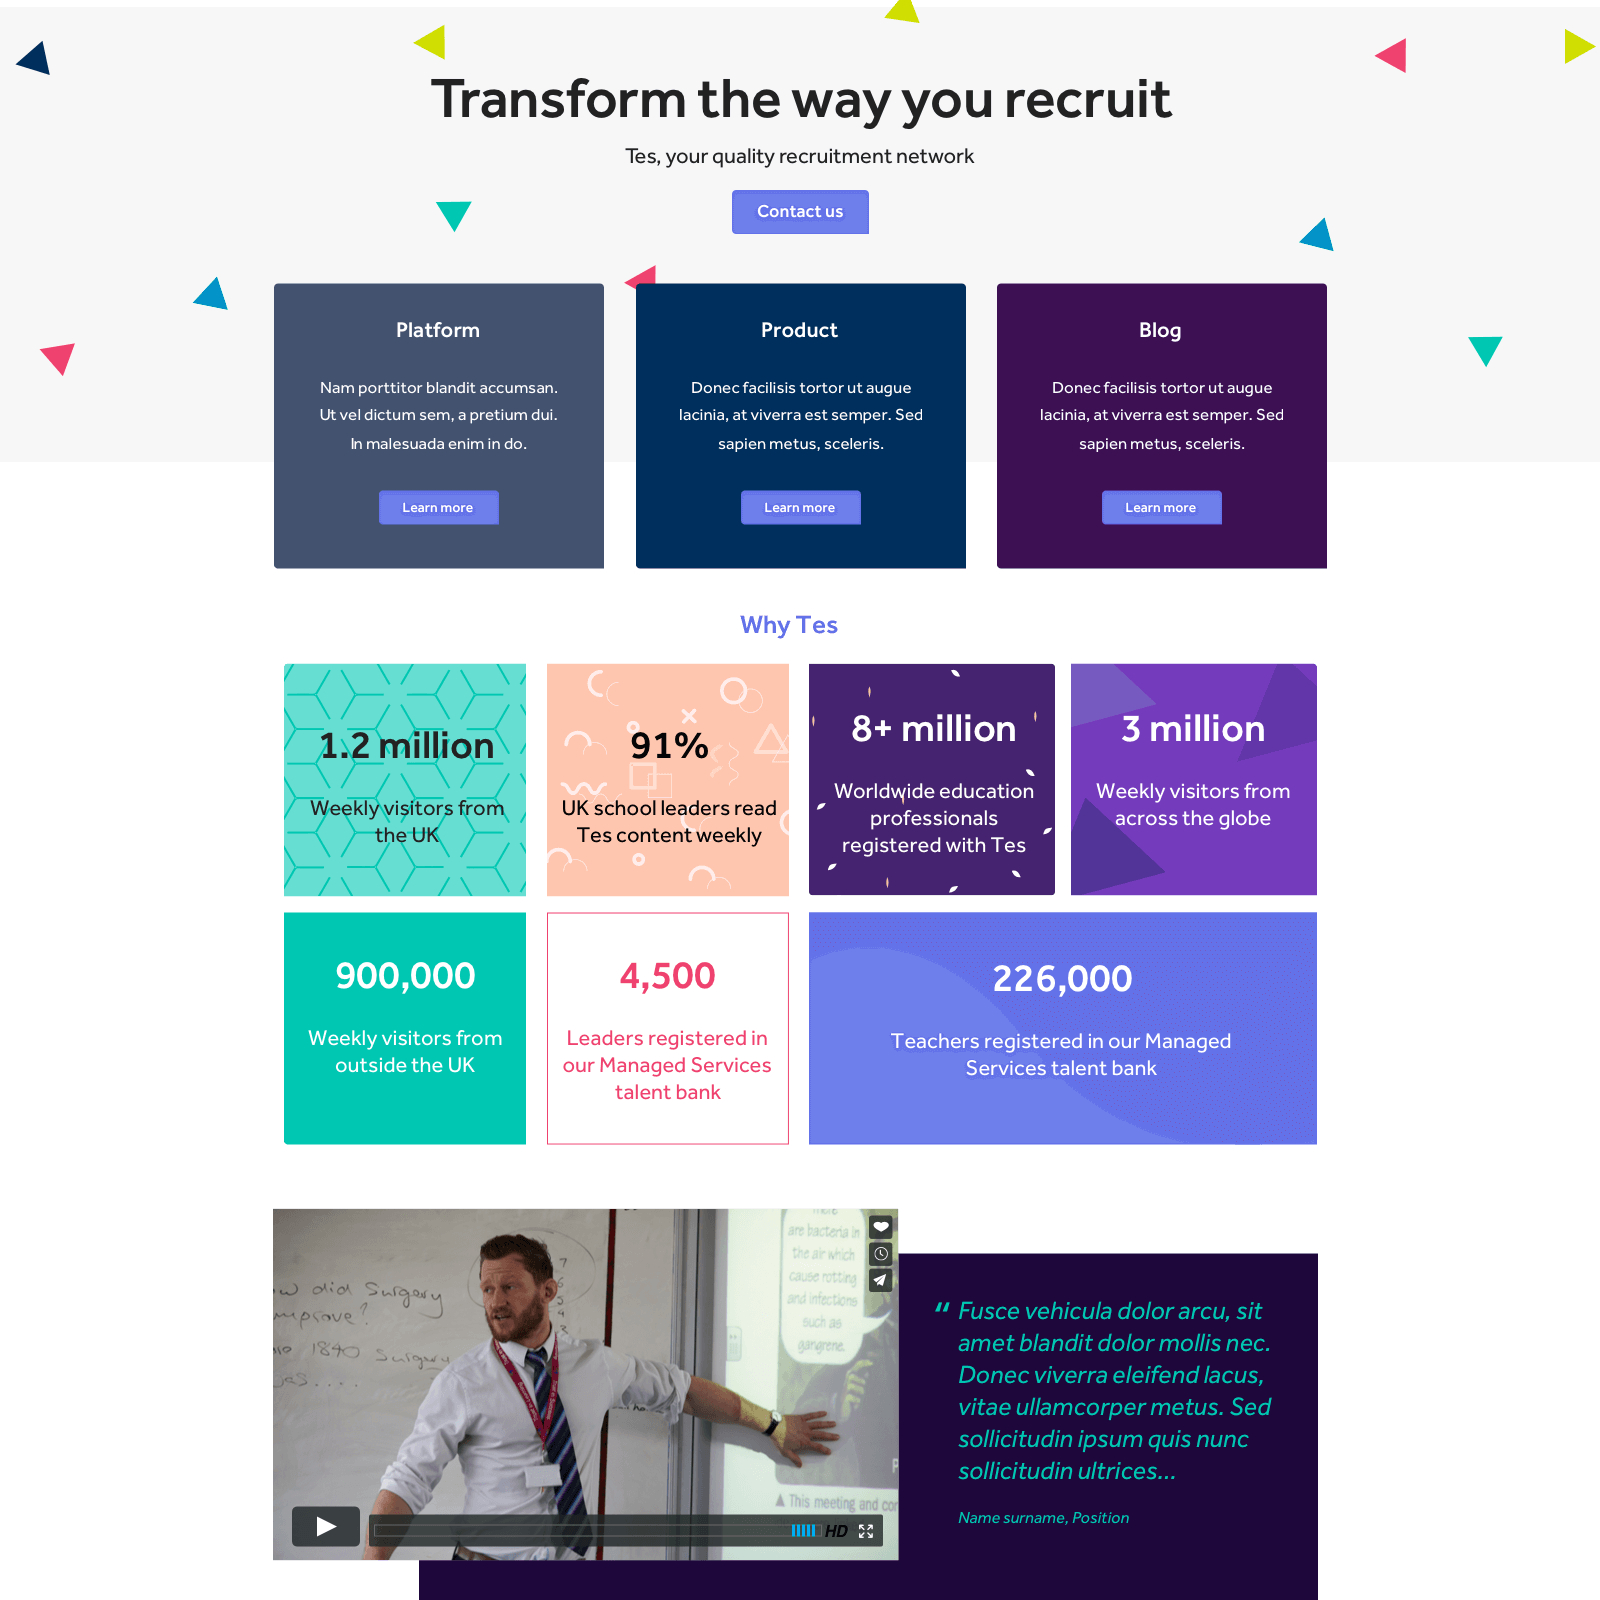 Transform the way you recruit
Tes, your quality recruitment network
Contact us
Platform
Nam porttitor blandit accumsan.
Ut vel dictum sem, a pretium dui.
In malesuada enim in do.
Learn more
Product
Donec facilisis tortor ut augue
lacinia, at viverra est semper. Sed
sapien metus, sceleris.
Learn more
Blog
Donec facilisis tortor ut augue
lacinia, at viverra est semper. Sed
sapien metus, sceleris.
Learn more
Why Tes
1.2 million
Weekly visitors from
the UK
91%
UK school leaders read
Tes content weekly
8+ million
Worldwide education
professionals
registered with Tes
3 million
Weekly visitors from
across the globe
900,000
Weekly visitors from
outside the UK
4,500
Leaders registered in
our Managed Services
talent bank
226,000
Teachers registered in our Managed
Services talent bank
did Surgery
improve?
1840 Surgery
are bacteria in
the air which
cause rotting
and infections
such as
gangrene.
This meeting and
HD
“ Fusce vehicula dolor arcu, sit
amet blandit dolor mollis nec.
Donec viverra eleifend lacus,
vitae ullamcorper metus. Sed
sollicitudin ipsum quis nunc
sollicitudin ultrices...
Name surname, Position